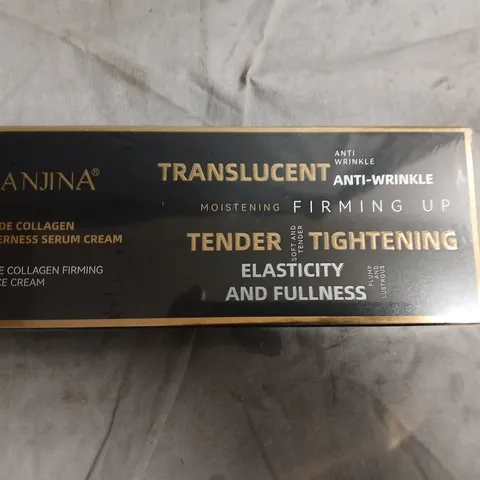 ANJINA®
DE COLLAGEN
ERNESS SERUM CREAM
E COLLAGEN FIRMING
CE CREAM
TRANSLUCENT ANTI WRINKLE ANTI-WRINKLE
MOISTENING FIRMING UP
TENDER SOFT AND TENDER TIGHTENING
ELASTICITY
AND FULLNESS PLUMP AND LUSTROUS